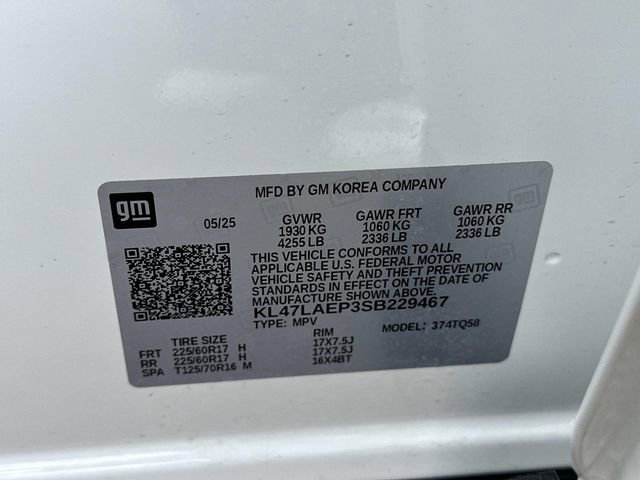 MFD BY GM KOREA COMPANY
gm
05/25 GVWR GAWR FRT GAWR RR
1930 KG 1060 KG 1060 KG
4255 LB 2336 LB 2336 LB
THIS VEHICLE CONFORMS TO ALL
APPLICABLE U.S. FEDERAL MOTOR
VEHICLE SAFETY AND THEFT PREVENTION
STANDARDS IN EFFECT ON THE DATE OF
MANUFACTURE SHOWN ABOVE.
KL47LAEP3SB229467
TYPE: MPV MODEL: 374TQ58
TIRE SIZE RIM
FRT 225/60R17 H 17X7.5J
RR 225/60R17 H 17X7.5J
SPA T125/70R16 M 16X4BT